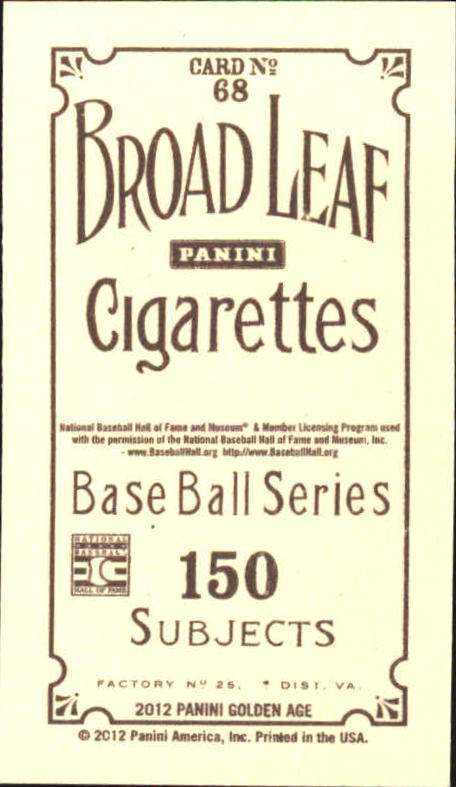 CARD Nº
68
BROAD LEAF
PANINI
Cigarettes
National Baseball Hall of Fame and Museum® & Member Licensing Program used
with the permission of the National Baseball Hall of Fame and Museum, Inc.
- www.BaseballHall.org http://www.BaseballHall.org
Base Ball Series
NATIONAL
BASEBALL
HALL OF FAME
150
SUBJECTS
FACTORY Nº 25, * DIST. VA.
2012 PANINI GOLDEN AGE
© 2012 Panini America, Inc. Printed in the USA.